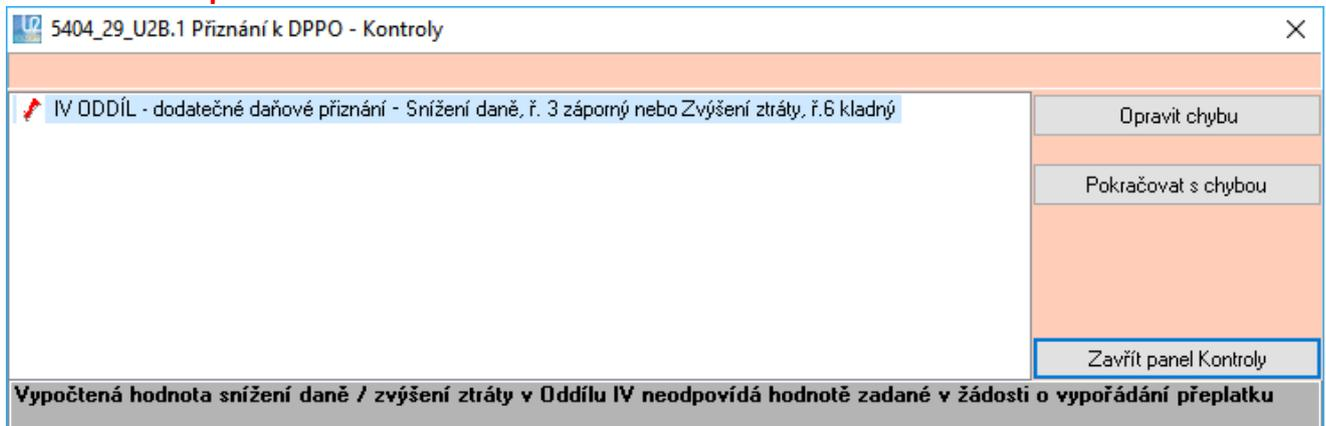 5404_29_U2B.1 Přiznání k DPPO - Kontroly
IV ODDÍL - dodatečné daňové přiznání - Snížení daně, ř. 3 záporný nebo Zvýšení ztráty, ř.6 kladný
Opravit chybu
Pokračovat s chybou
Zavřít panel Kontroly
Vypočtená hodnota snížení daně / zvýšení ztráty v Oddílu IV neodpovídá hodnotě zadané v žádosti o vypořádání přeplatku